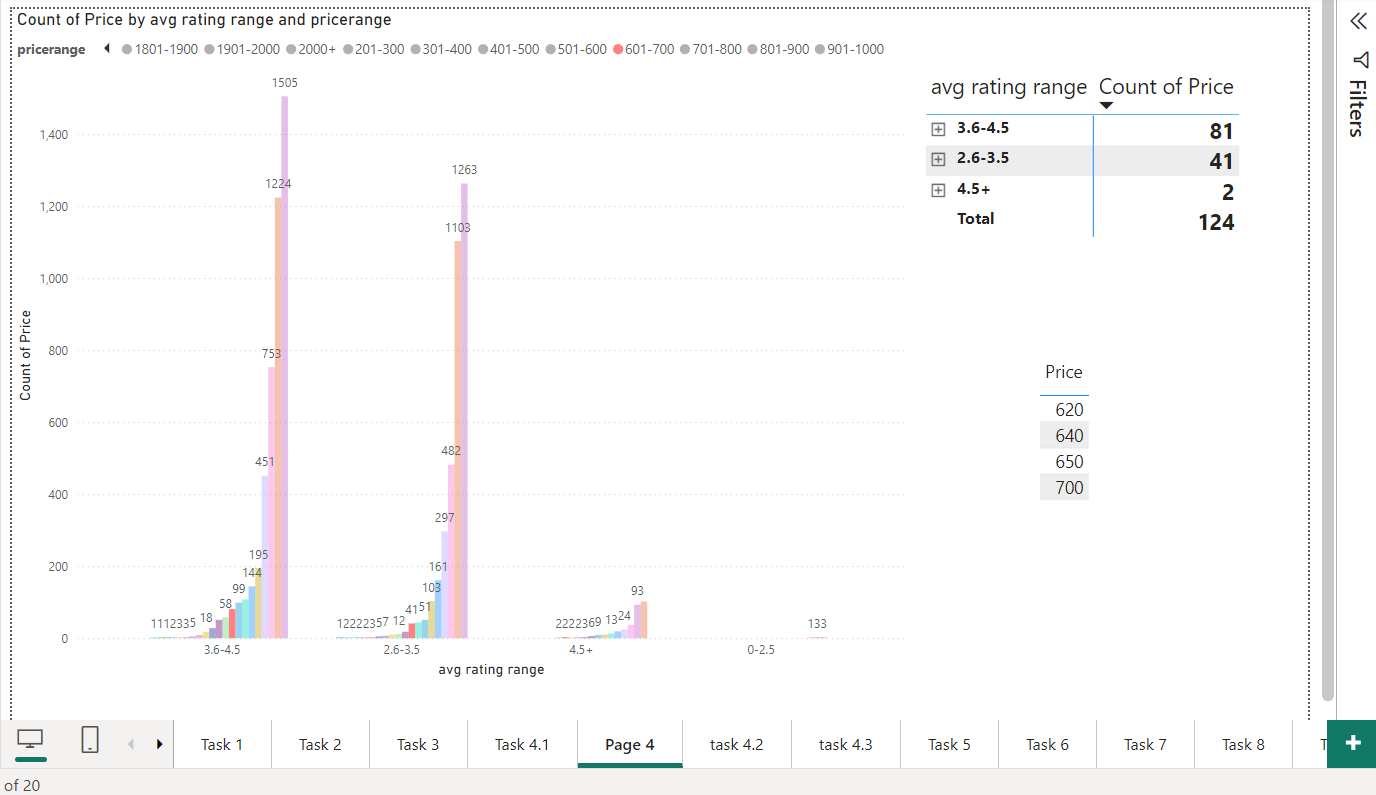 Count of Price by avg rating range and pricerange
pricerange 1801-1900 1901-2000 2000+ 201-300 301-400 401-500 501-600 601-700 701-800 801-900 901-1000
Count of Price
1,400
1,200
1,000
800
600
400
200
0
1112335 18 58 99 144 195 451 753 1224 1505
12222357 12 41 51 103 161 297 482 1103 1263
2222369 13 24 93
133
3.6-4.5 2.6-3.5 4.5+ 0-2.5
avg rating range
avg rating range Count of Price
3.6-4.5 81
2.6-3.5 41
4.5+ 2
Total 124
Price
620
640
650
700
Filters
Task 1 Task 2 Task 3 Task 4.1 Page 4 task 4.2 task 4.3 Task 5 Task 6 Task 7 Task 8
of 20